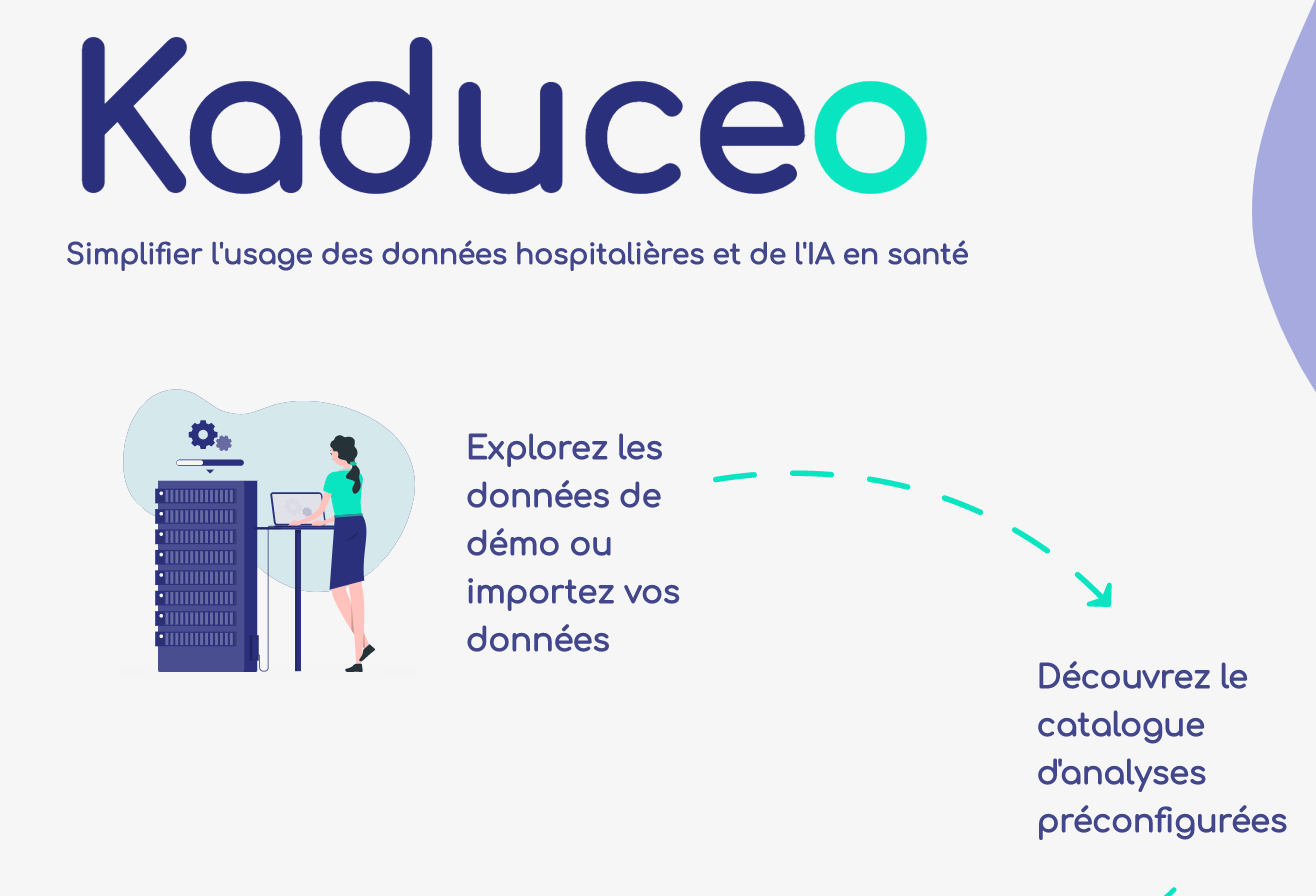 Kaduceo
Simplifier l'usage des données hospitalières et de l'IA en santé
Explorez les
données de
démo ou
importez vos
données
Découvrez le
catalogue
d'analyses
préconfigurées